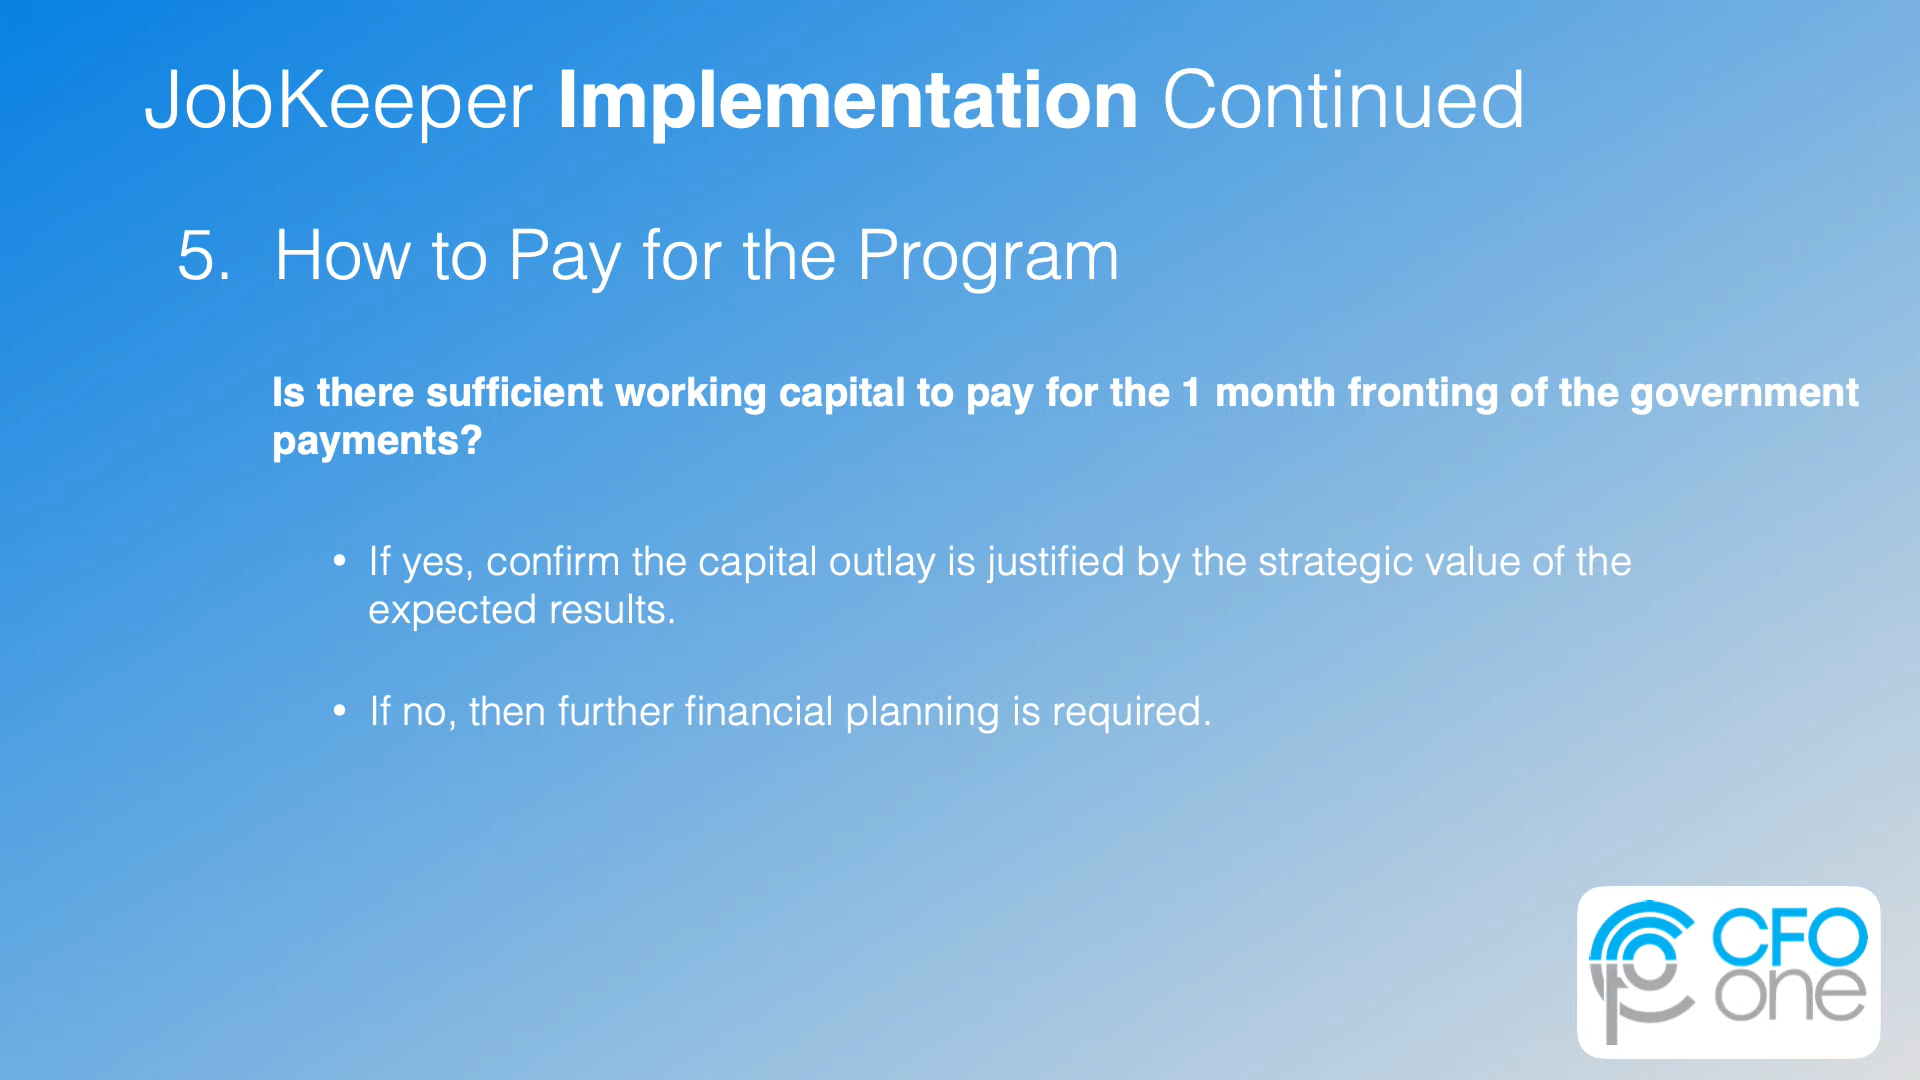 JobKeeper Implementation Continued
5. How to Pay for the Program
Is there sufficient working capital to pay for the 1 month fronting of the government
payments?
• If yes, confirm the capital outlay is justified by the strategic value of the
expected results.
• If no, then further financial planning is required.
CFO
one